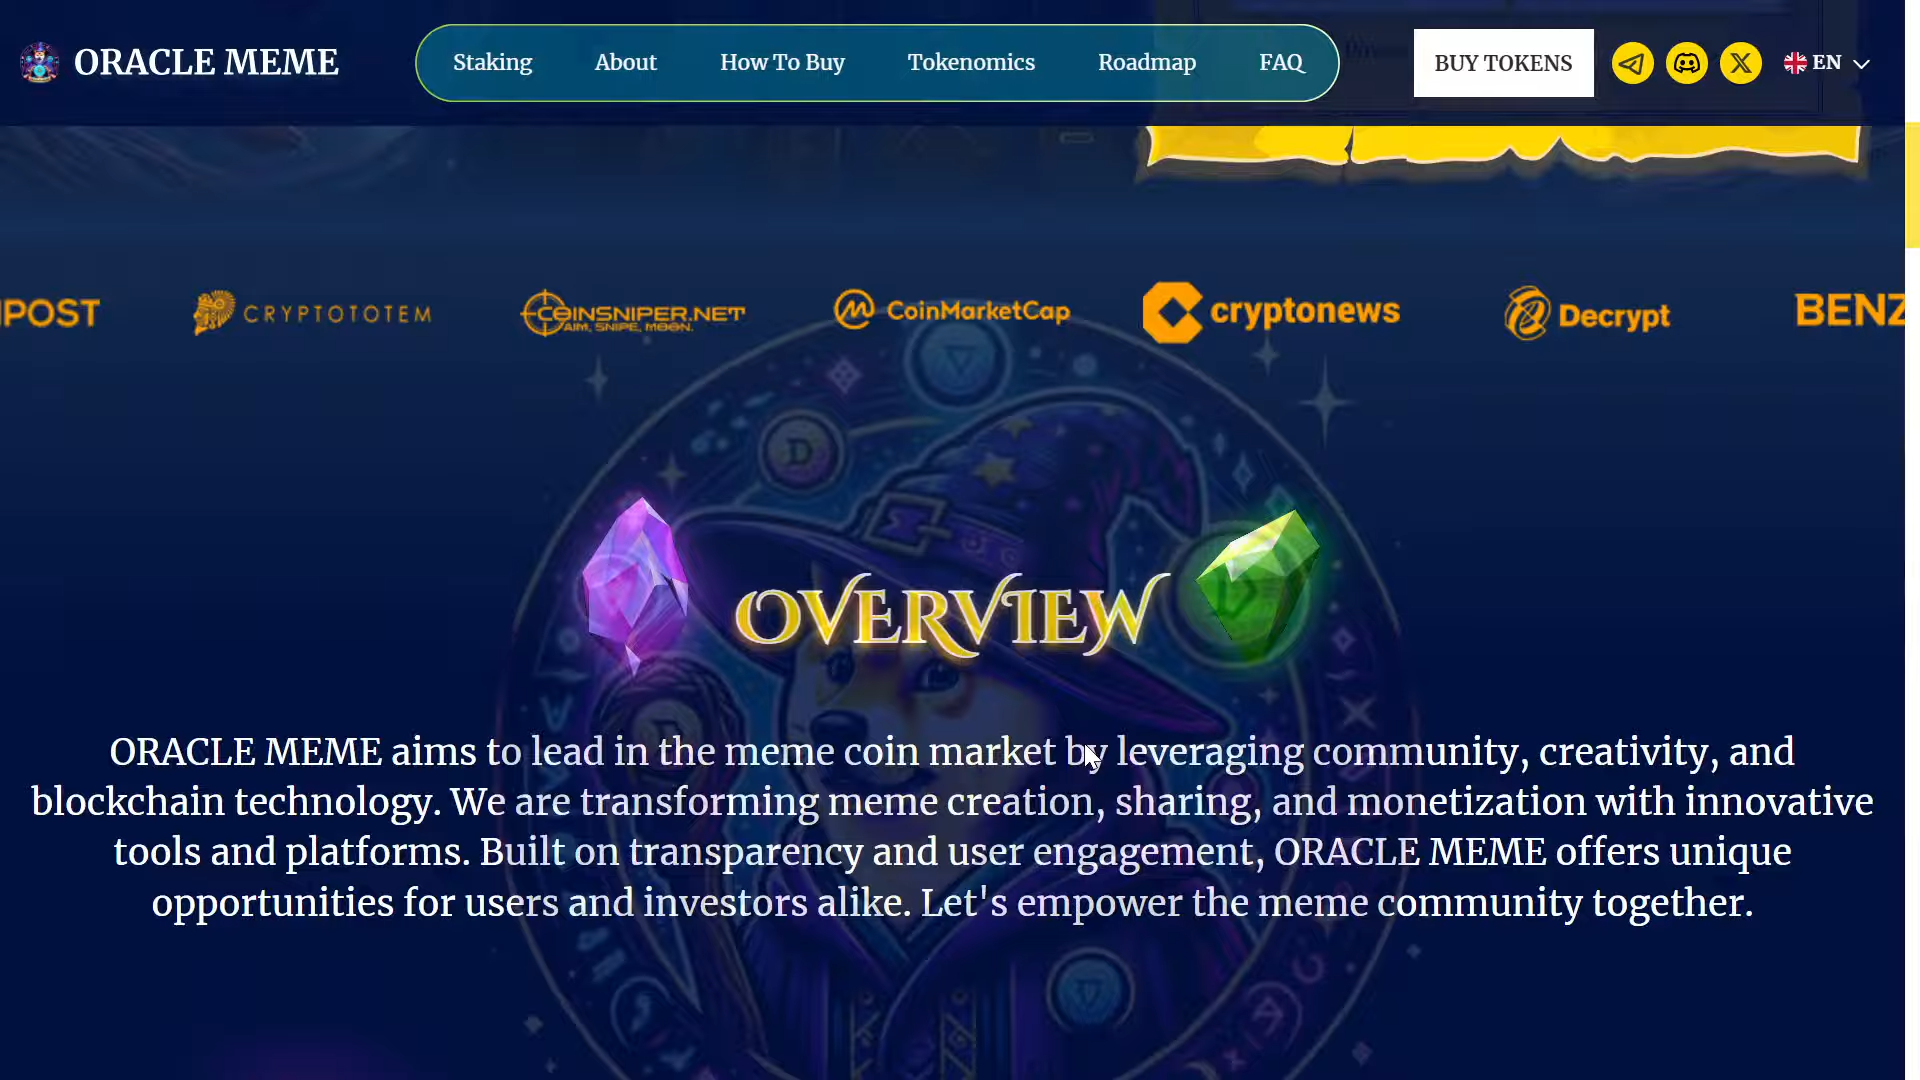 ORACLE MEME
Staking
About
How To Buy
Tokenomics
Roadmap
FAQ
BUY TOKENS
EN
CRYPTOTOTEM
COINSNIPER.NET
AIM, SNIPE, MOON.
CoinMarketCap
cryptonews
Decrypt
OVERVIEW
ORACLE MEME aims to lead in the meme coin market by leveraging community, creativity, and
blockchain technology. We are transforming meme creation, sharing, and monetization with innovative
tools and platforms. Built on transparency and user engagement, ORACLE MEME offers unique
opportunities for users and investors alike. Let's empower the meme community together.